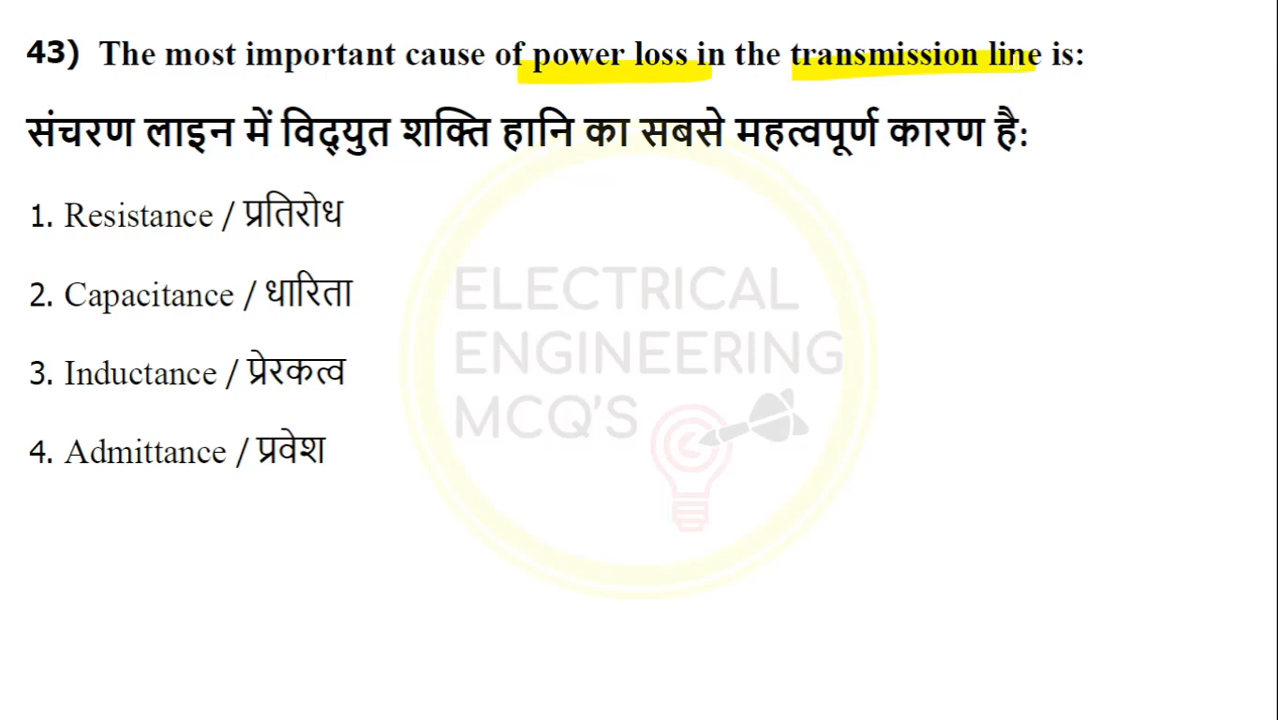 43) The most important cause of power loss in the transmission line is:
संचरण लाइन में विद्युत शक्ति हानि का सबसे महत्वपूर्ण कारण है:
1. Resistance / प्रतिरोध
2. Capacitance / धारिता
3. Inductance / प्रेरकत्व
4. Admittance / प्रवेश
ELECTRICAL
ENGINEERING
MCQ'S